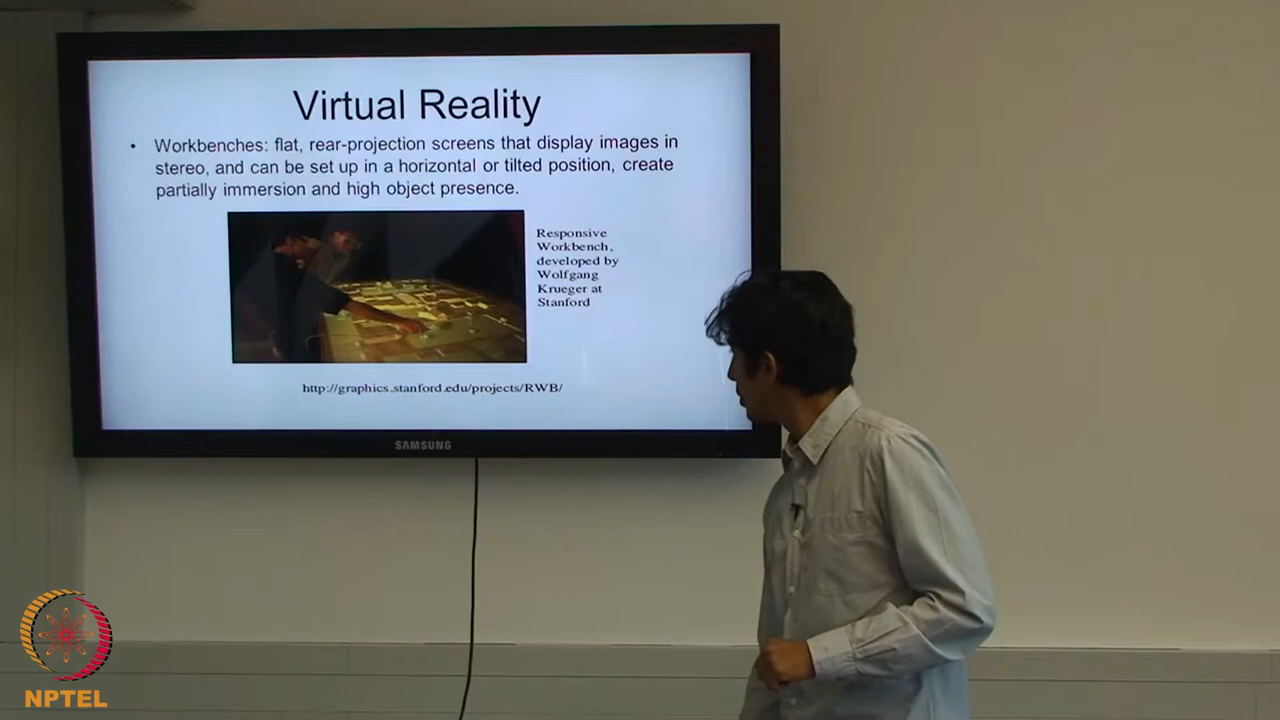 Virtual Reality
• Workbenches: flat, rear-projection screens that display images in
stereo, and can be set up in a horizontal or tilted position, create
partially immersion and high object presence.
Responsive
Workbench,
developed by
Wolfgang
Krueger at
Stanford
http://graphics.stanford.edu/projects/RWB/
SAMSUNG
NPTEL